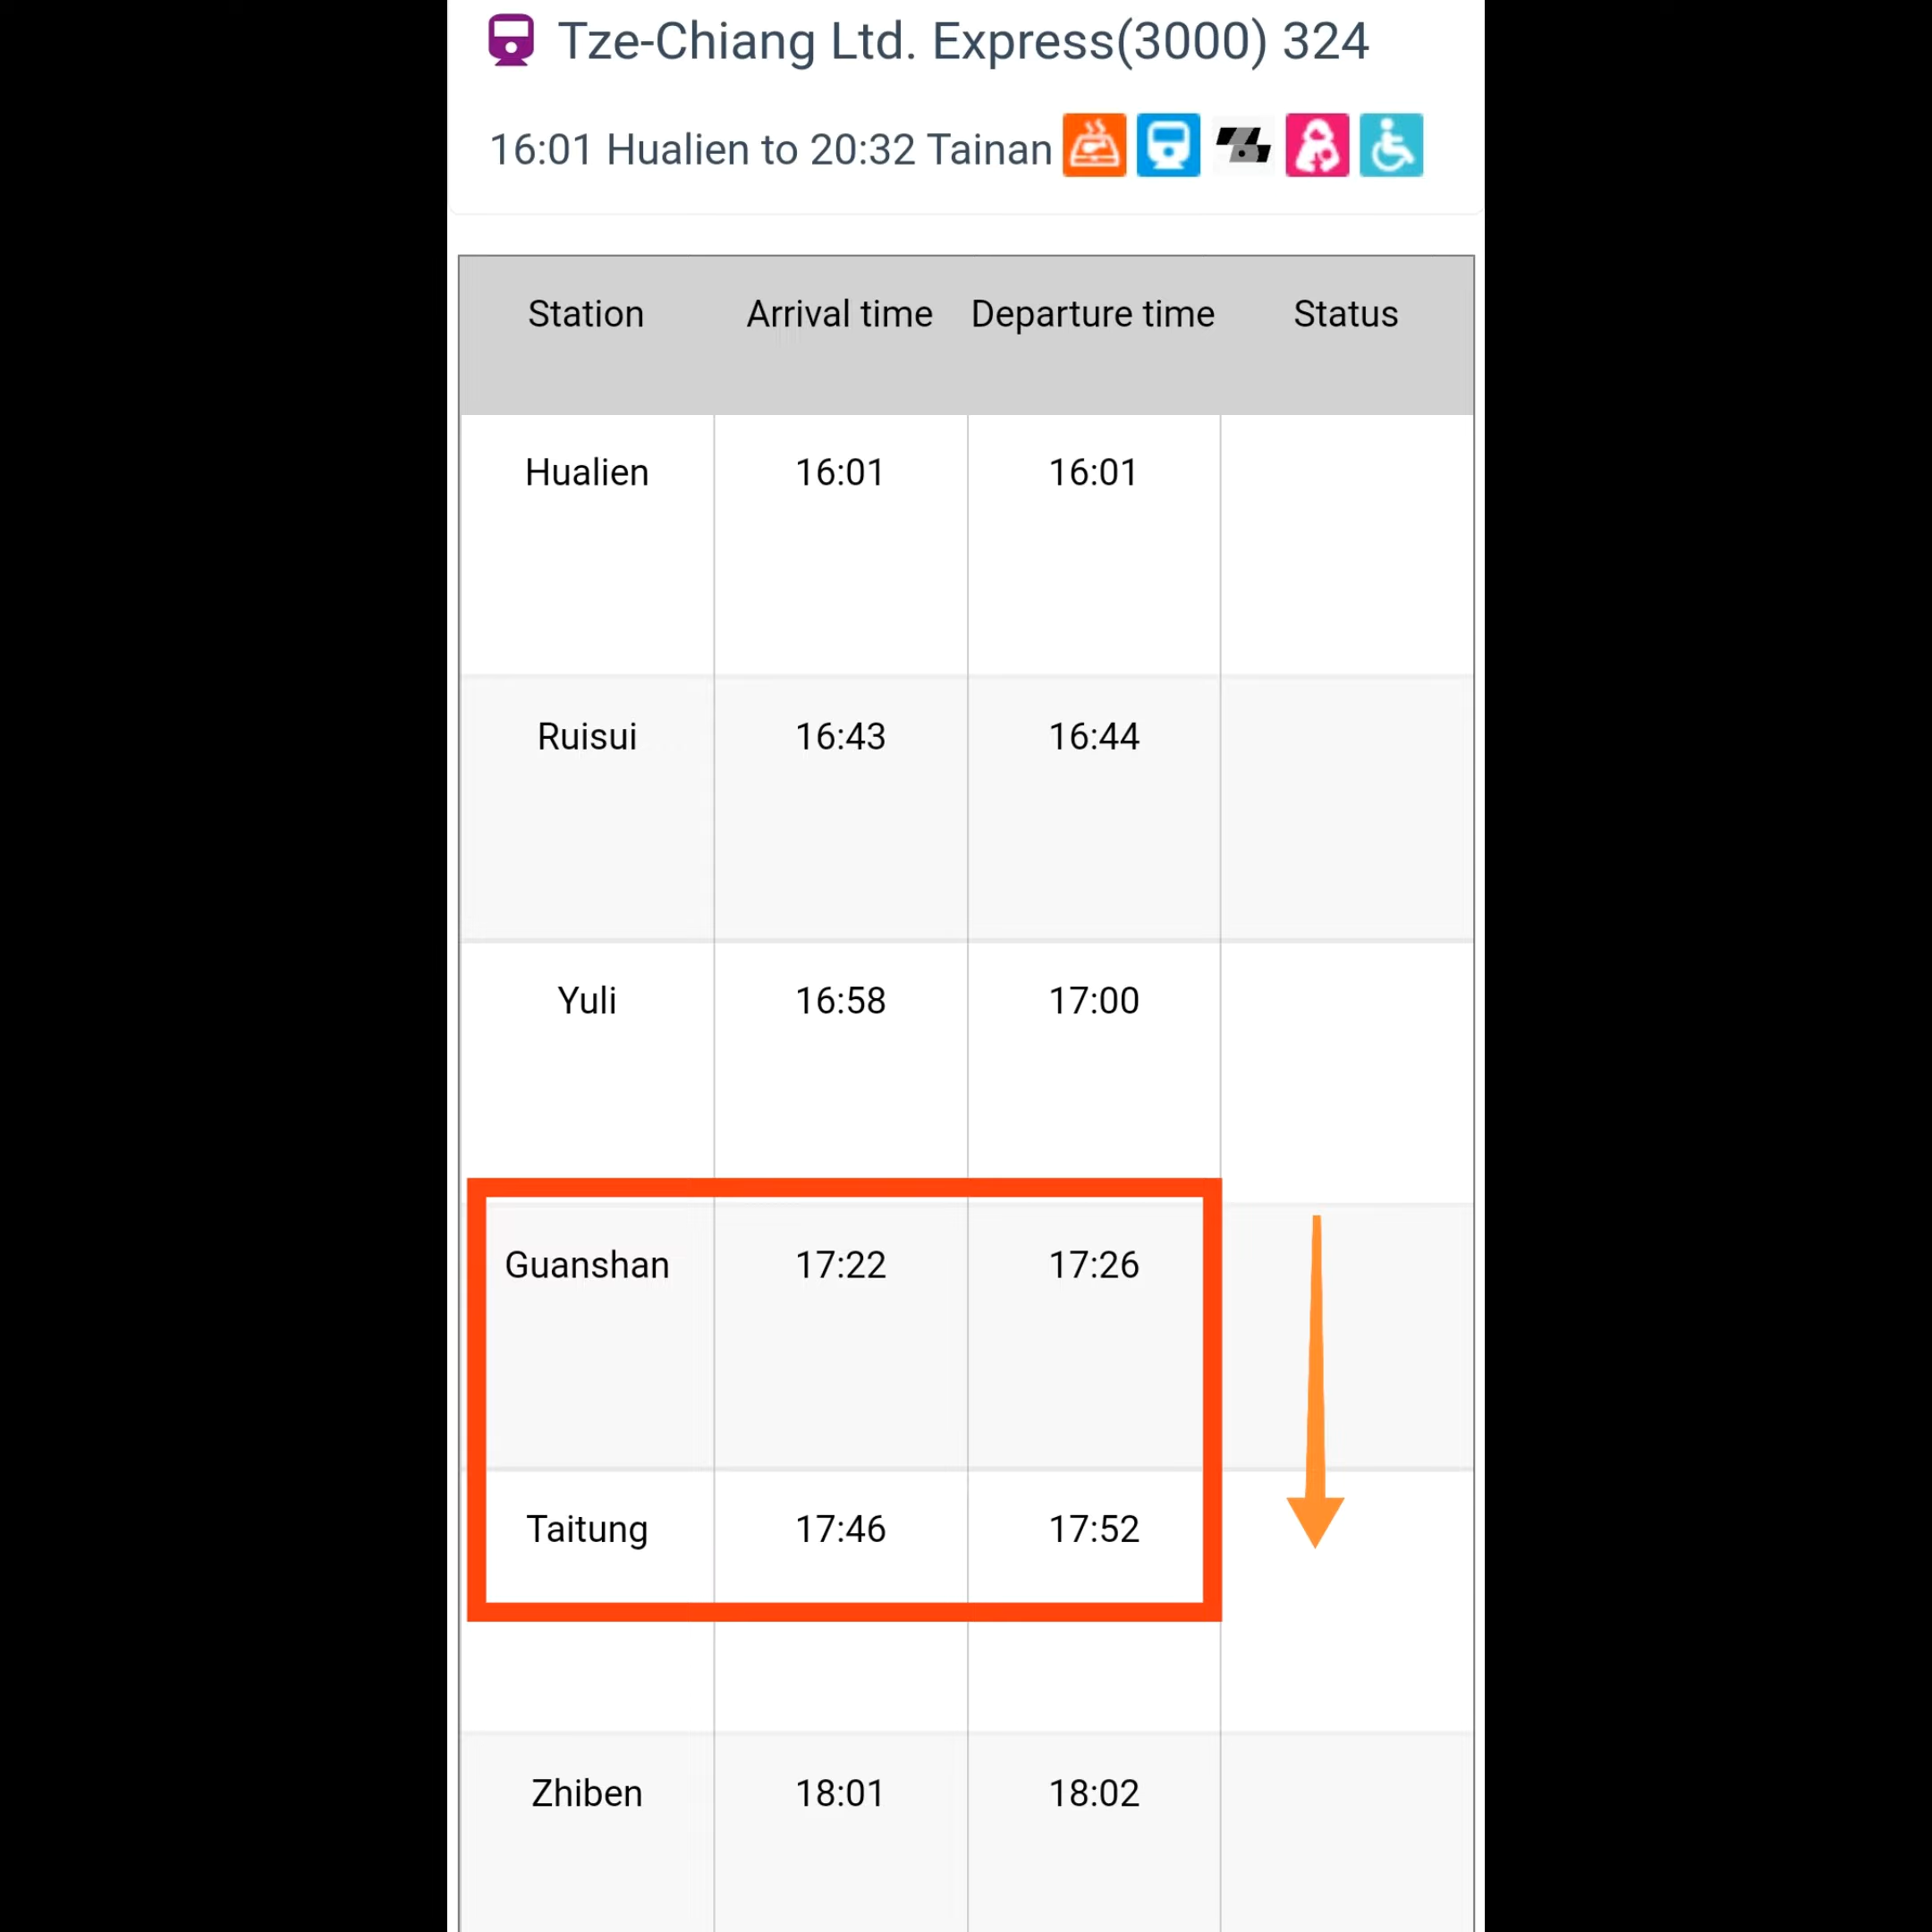 Tze-Chiang Ltd. Express(3000) 324
16:01 Hualien to 20:32 Tainan
Station Arrival time Departure time Status
Hualien 16:01 16:01
Ruisui 16:43 16:44
Yuli 16:58 17:00
Guanshan 17:22 17:26
Taitung 17:46 17:52
Zhiben 18:01 18:02